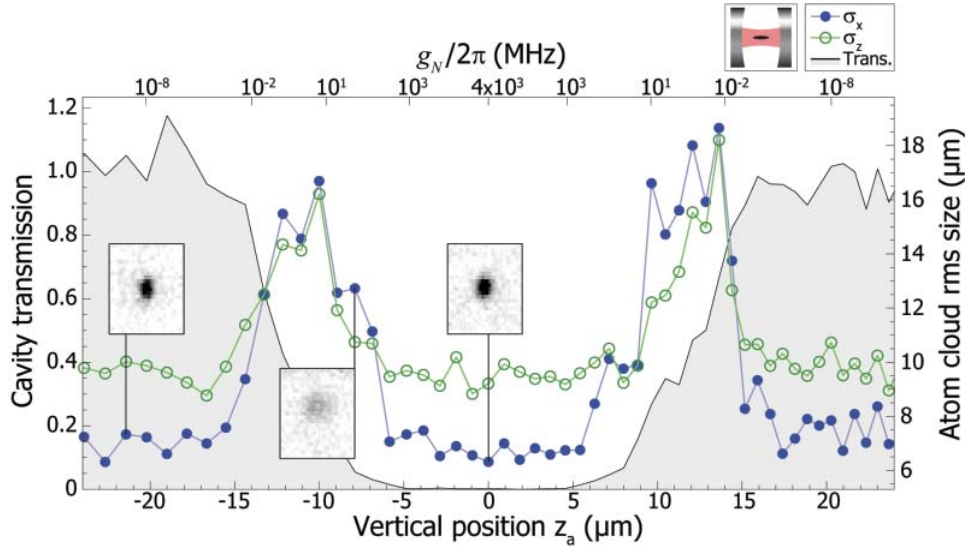 g_N/2π (MHz)
σ_x
σ_z
Trans.
10^-8 10^-2 10^1 10^3 4x10^3 10^3 10^1 10^-2 10^-8
1.2
1.0
0.8
0.6
0.4
0.2
0
Cavity transmission
18
16
14
12
10
8
6
Atom cloud rms size (μm)
-20 -15 -10 -5 0 5 10 15 20
Vertical position z_a (μm)